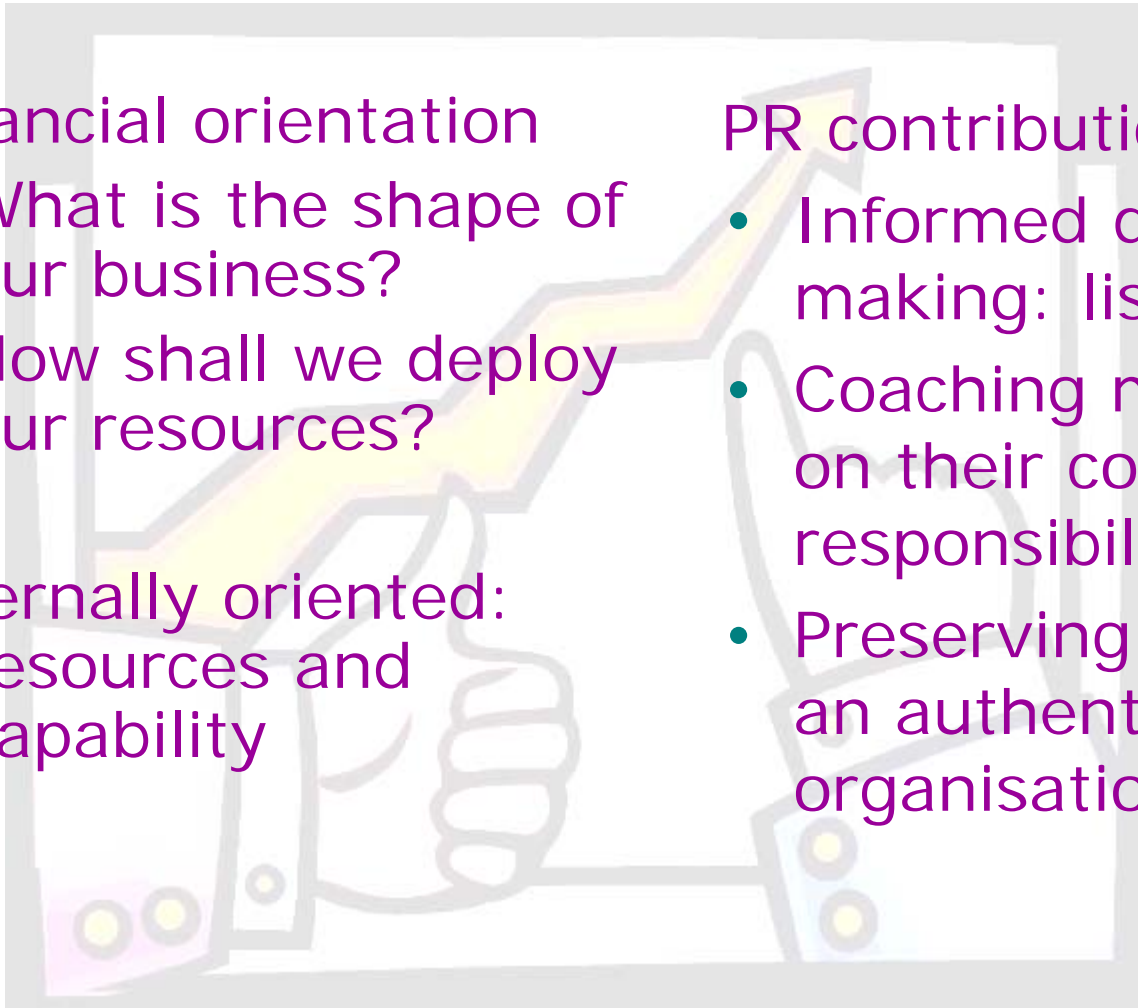 ancial orientation
What is the shape of
ur business?
How shall we deploy
ur resources?
ernally oriented:
esources and
apability
PR contributi
• Informed d
making: lis
• Coaching
on their co
responsibil
• Preserving
an authent
organisatio